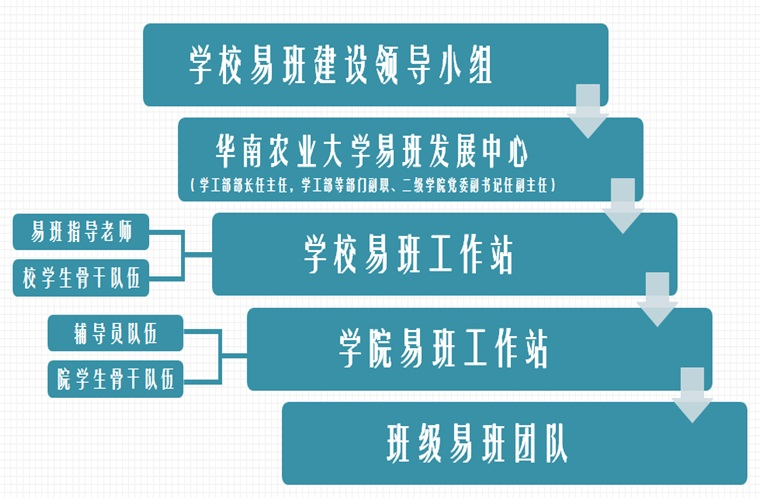 学校易班建设领导小组
华南农业大学易班发展中心
（学工部部长任主任，学工部等部门副职、二级学院党委副书记任副主任）
易班指导老师
校学生骨干队伍
学校易班工作站
辅导员队伍
院学生骨干队伍
学院易班工作站
班级易班团队